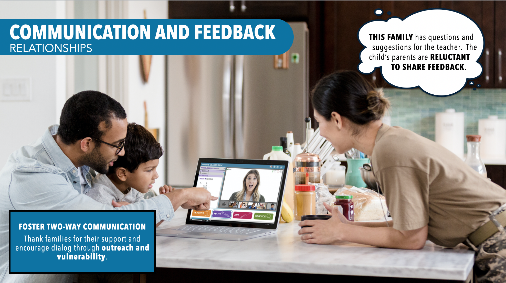 COMMUNICATION AND FEEDBACK
RELATIONSHIPS
THIS FAMILY has questions and
suggestions for the teacher. The
child's parents are RELUCTANT
TO SHARE FEEDBACK.
FOSTER TWO-WAY COMMUNICATION
Thank families for their support and
encourage dialog through outreach and
vulnerability.